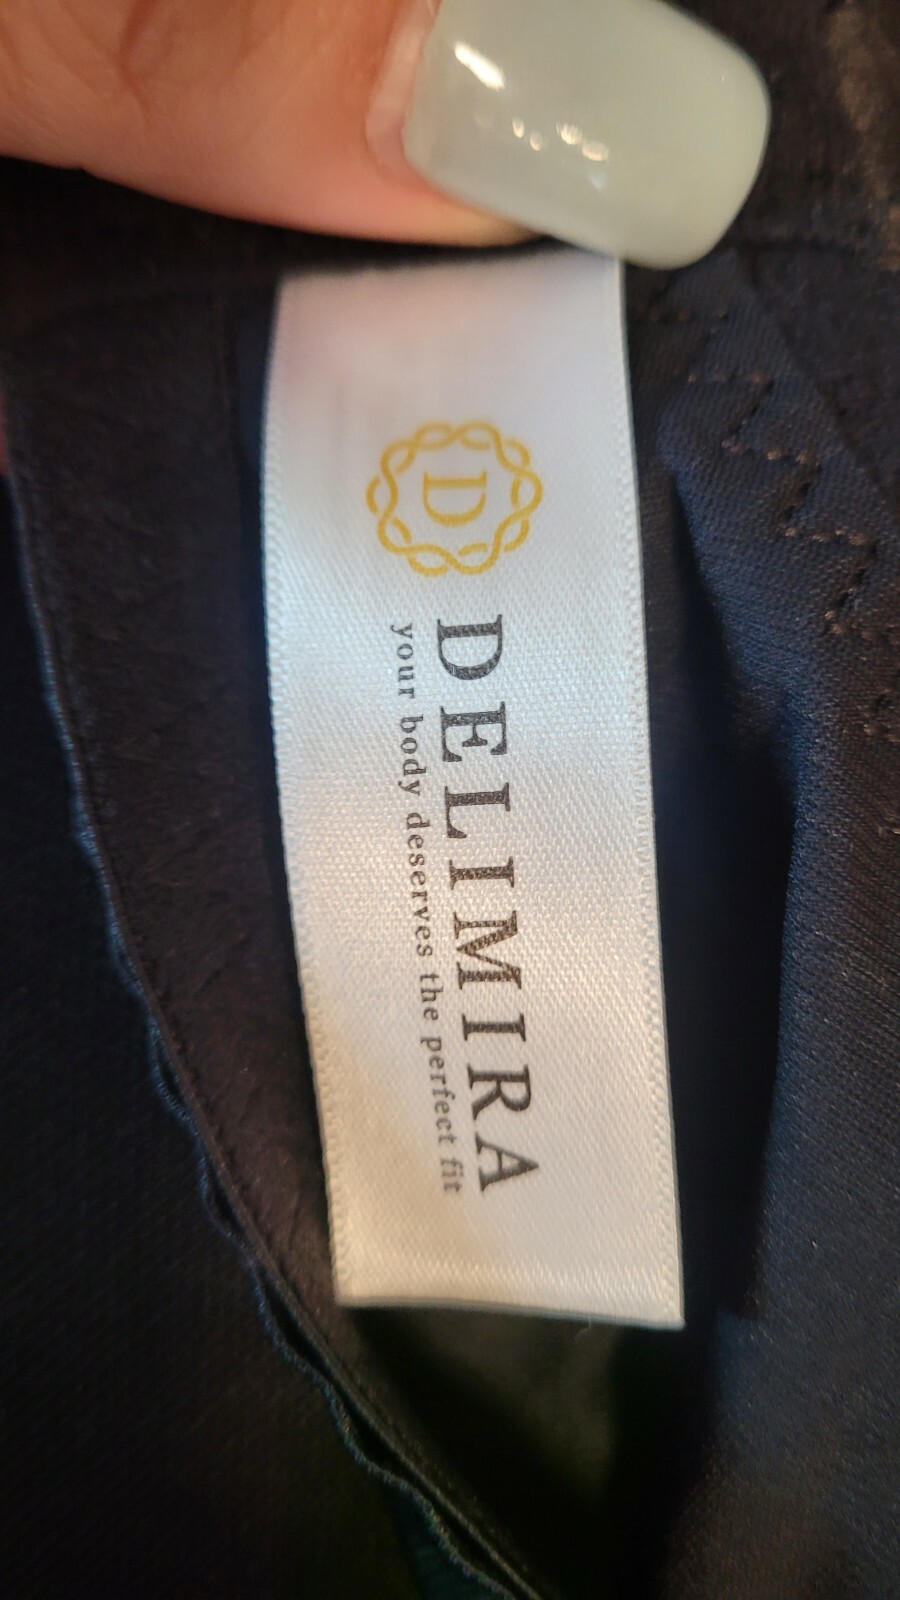 D
DELIMIRA
your body deserves the perfect fit